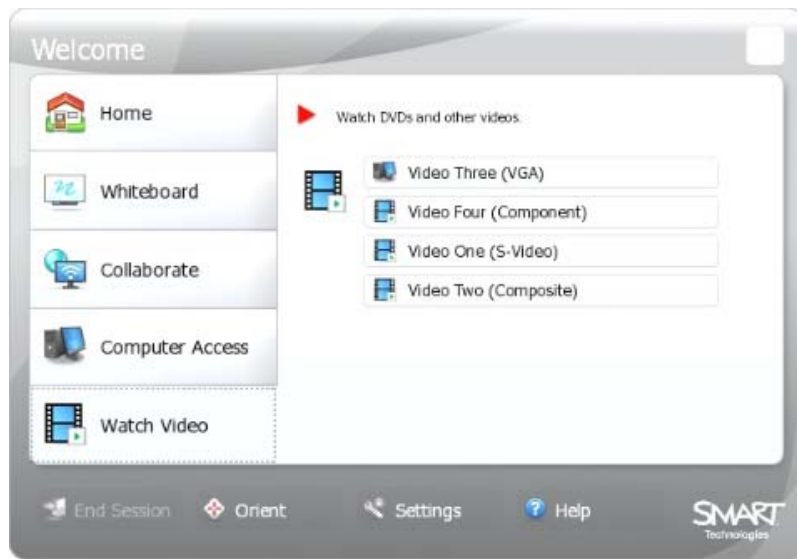 Welcome
Home
Whiteboard
Collaborate
Computer Access
Watch Video
Watch DVDs and other videos.
Video Three (VGA)
Video Four (Component)
Video One (S-Video)
Video Two (Composite)
End Session
Orient
Settings
Help
SMART
Technologies